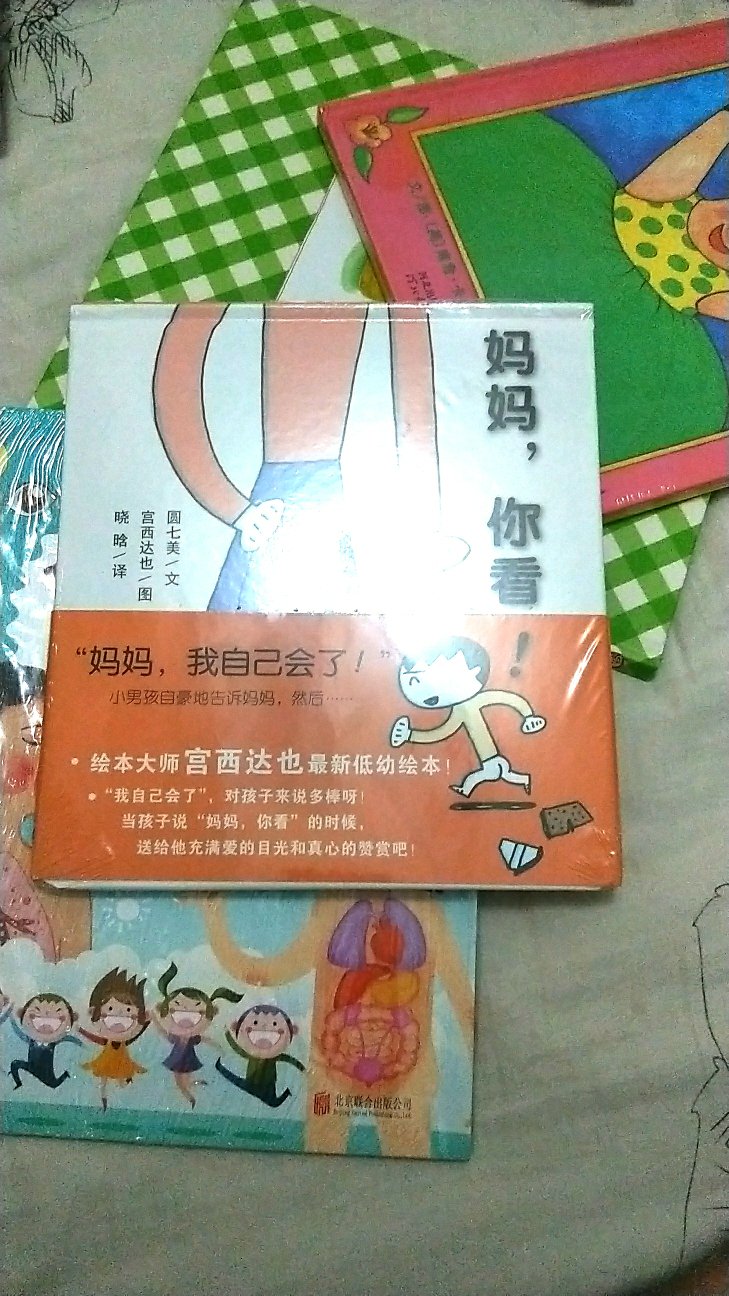 妈妈，你看！
圆七美/文
宫西达也/图
晓晗/译
“妈妈，我自己会了！”
小男孩自豪地告诉妈妈，然后……
• 绘本大师宫西达也最新低幼绘本！
• “我自己会了”，对孩子来说多棒呀！
当孩子说“妈妈，你看”的时候，
送给他充满爱的目光和真心的赞赏吧！
文/图
北京联合出版公司